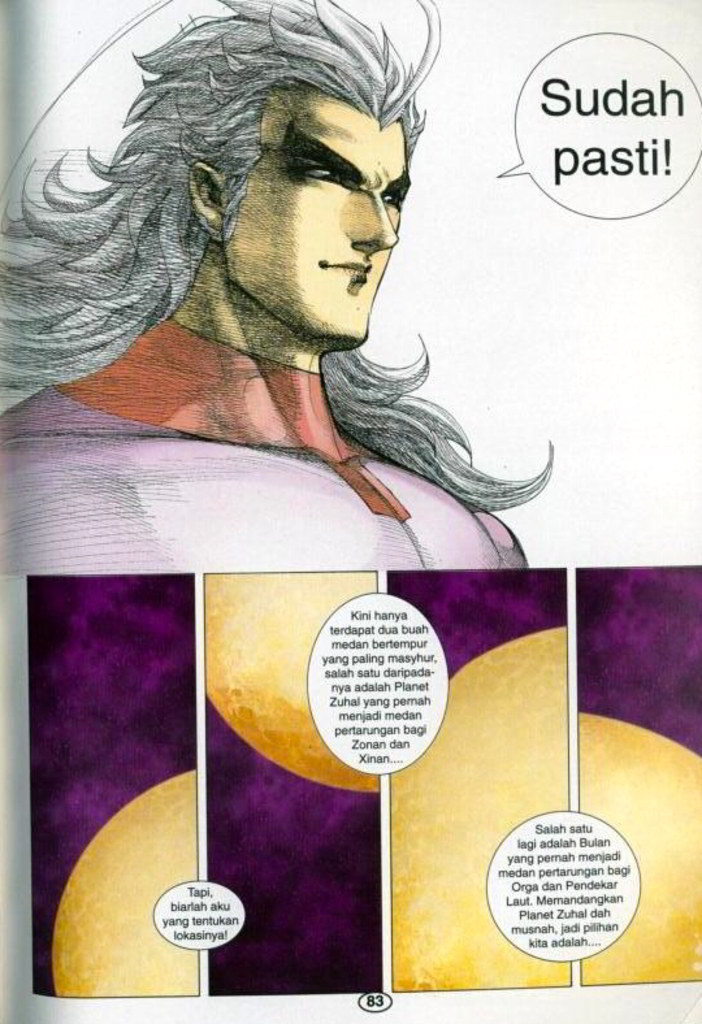 Sudah
pasti!
Tapi,
biarlah aku
yang tentukan
lokasinya!
Kini hanya
terdapat dua buah
medan bertempur
yang paling masyhur,
salah satu daripada-
nya adalah Planet
Zuhal yang pernah
menjadi medan
pertarungan bagi
Zonan dan
Xinan....
Salah satu
lagi adalah Bulan
yang pernah menjadi
medan pertarungan bagi
Orga dan Pendekar
Laut. Memandangkan
Planet Zuhal dah
musnah, jadi pilihan
kita adalah....
83